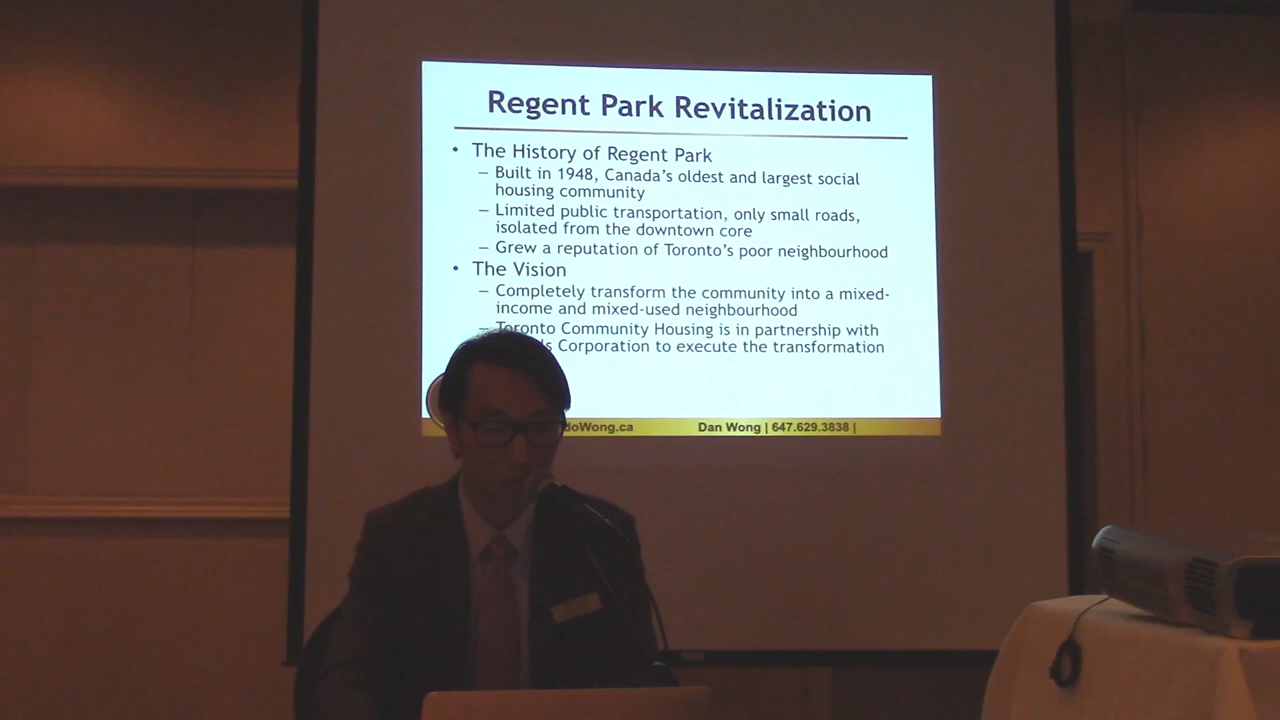 Regent Park Revitalization
• The History of Regent Park
– Built in 1948, Canada's oldest and largest social
housing community
– Limited public transportation, only small roads,
isolated from the downtown core
– Grew a reputation of Toronto's poor neighbourhood
• The Vision
– Completely transform the community into a mixed-
income and mixed-used neighbourhood
– Toronto Community Housing is in partnership with
Corporation to execute the transformation
doWong.ca Dan Wong | 647.629.3838 |